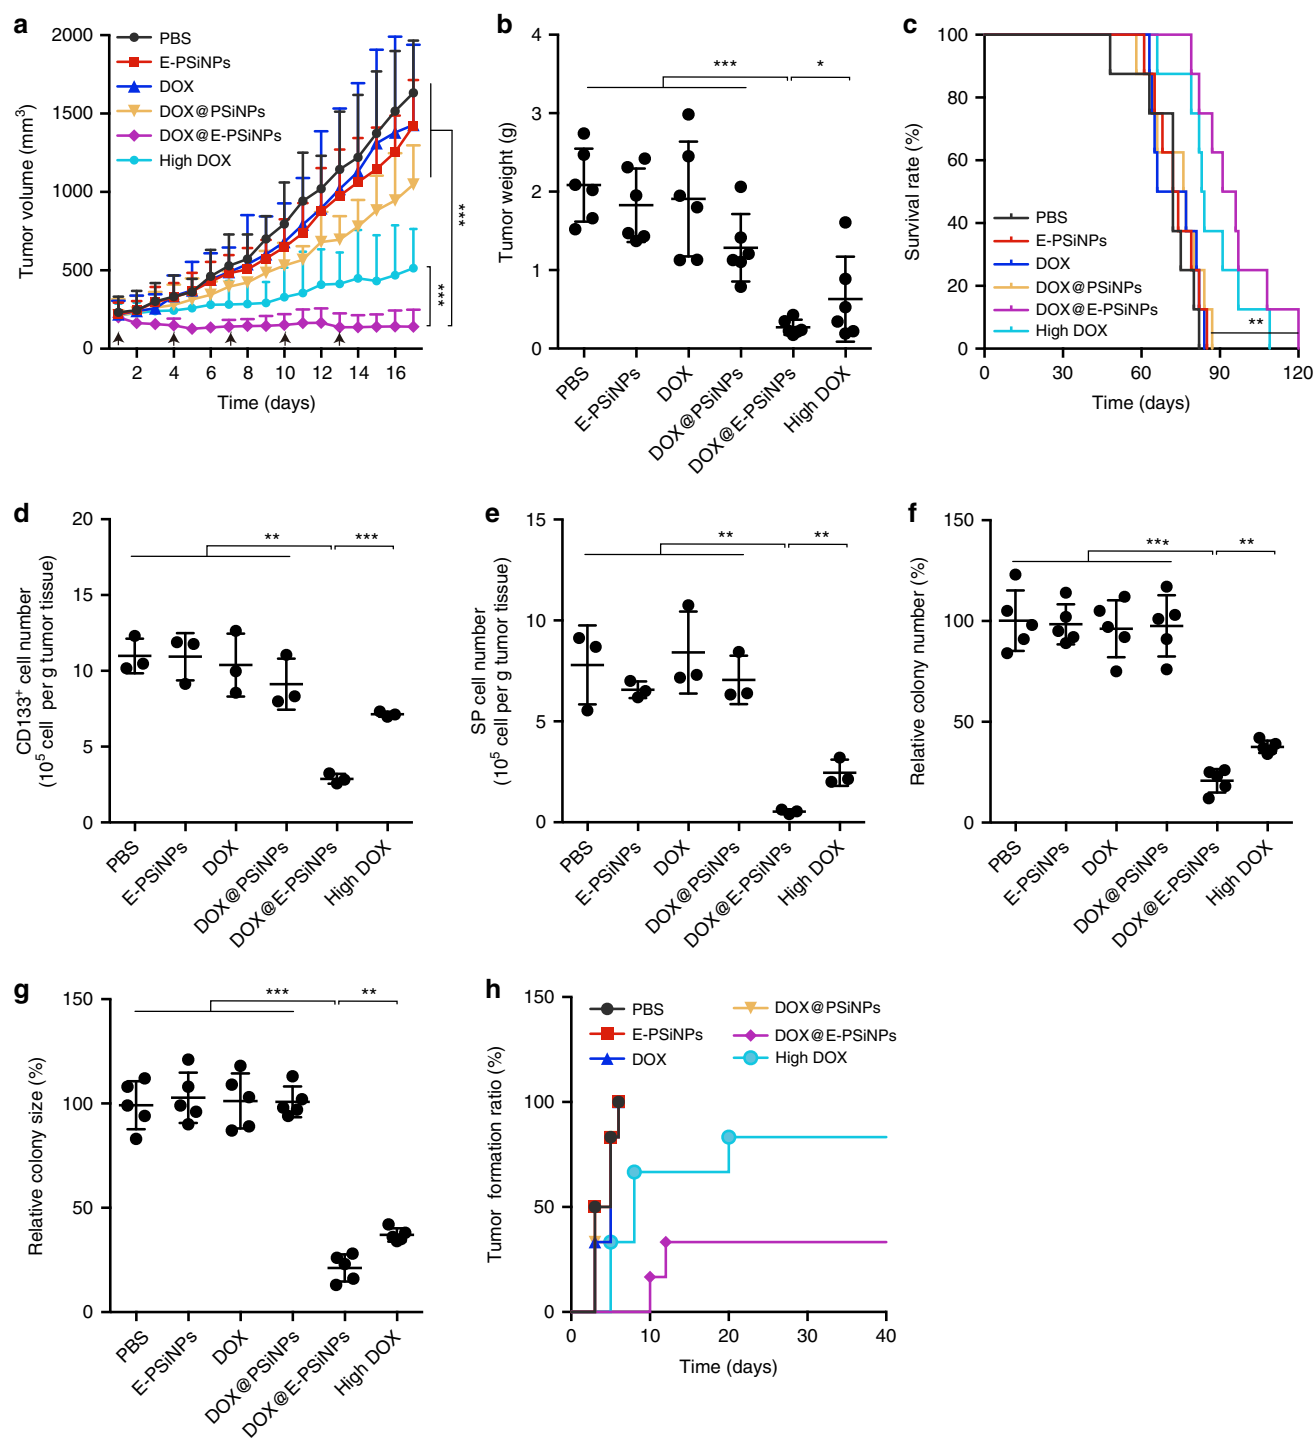 a
2000
1500
1000
500
0
Tumor volume (mm³)
PBS
E-PSiNPs
DOX
DOX@PSiNPs
DOX@E-PSiNPs
High DOX
***
***
2 4 6 8 10 12 14 16
Time (days)
b
4
3
2
1
0
Tumor weight (g)
*** *
PBS E-PSiNPs DOX DOX@PSiNPs DOX@E-PSiNPs High DOX
c
100
80
60
40
20
0
Survival rate (%)
PBS
E-PSiNPs
DOX
DOX@PSiNPs
DOX@E-PSiNPs
High DOX
**
0 30 60 90 120
Time (days)
d
20
15
10
5
0
CD133⁺ cell number
(10⁵ cell per g tumor tissue)
** ***
PBS E-PSiNPs DOX DOX@PSiNPs DOX@E-PSiNPs High DOX
e
15
10
5
0
SP cell number
(10⁵ cell per g tumor tissue)
** **
PBS E-PSiNPs DOX DOX@PSiNPs DOX@E-PSiNPs High DOX
f
150
100
50
0
Relative colony number (%)
*** **
PBS E-PSiNPs DOX DOX@PSiNPs DOX@E-PSiNPs High DOX
g
150
100
50
0
Relative colony size (%)
*** **
PBS E-PSiNPs DOX DOX@PSiNPs DOX@E-PSiNPs High DOX
h
150
100
50
0
Tumor formation ratio (%)
PBS
E-PSiNPs
DOX
DOX@PSiNPs
DOX@E-PSiNPs
High DOX
0 10 20 30 40
Time (days)